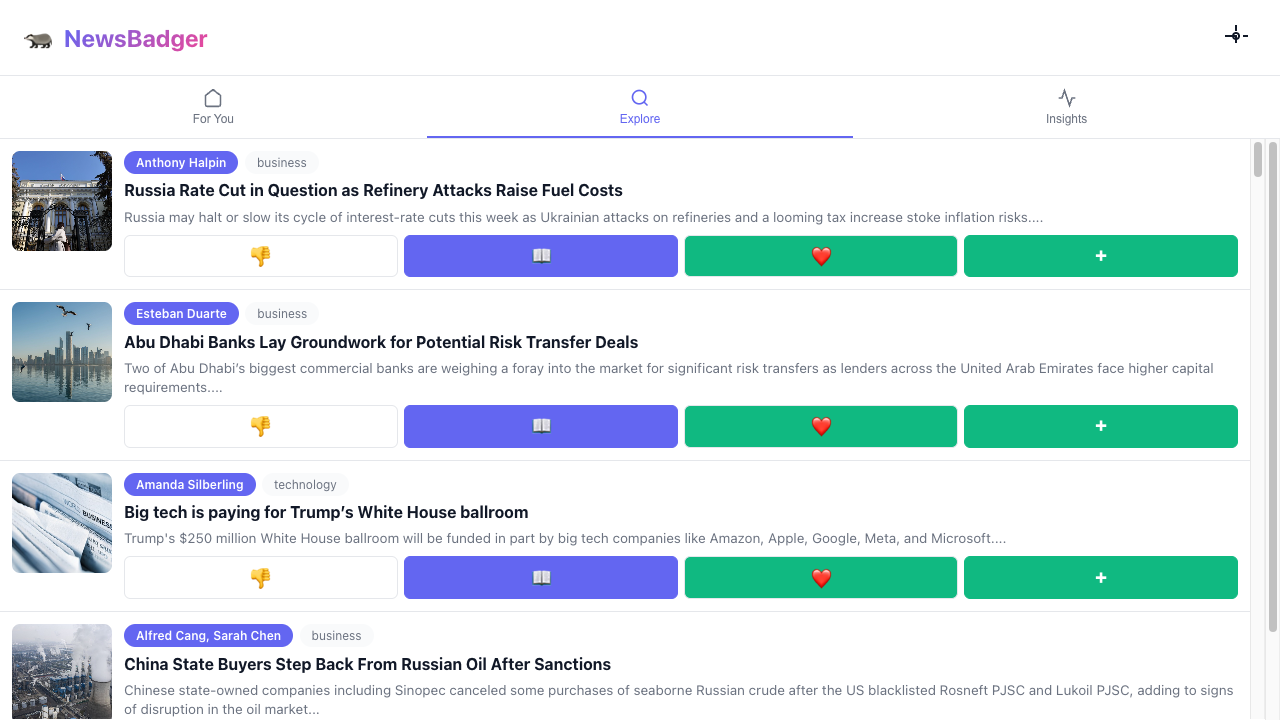 NewsBadger
For You
Explore
Insights
Anthony Halpin business
Russia Rate Cut in Question as Refinery Attacks Raise Fuel Costs
Russia may halt or slow its cycle of interest-rate cuts this week as Ukrainian attacks on refineries and a looming tax increase stoke inflation risks....
+
Esteban Duarte business
Abu Dhabi Banks Lay Groundwork for Potential Risk Transfer Deals
Two of Abu Dhabi’s biggest commercial banks are weighing a foray into the market for significant risk transfers as lenders across the United Arab Emirates face higher capital
requirements....
+
Amanda Silberling technology
BUSINESS
Big tech is paying for Trump’s White House ballroom
Trump's $250 million White House ballroom will be funded in part by big tech companies like Amazon, Apple, Google, Meta, and Microsoft....
+
Alfred Cang, Sarah Chen business
China State Buyers Step Back From Russian Oil After Sanctions
Chinese state-owned companies including Sinopec canceled some purchases of seaborne Russian crude after the US blacklisted Rosneft PJSC and Lukoil PJSC, adding to signs
of disruption in the oil market...